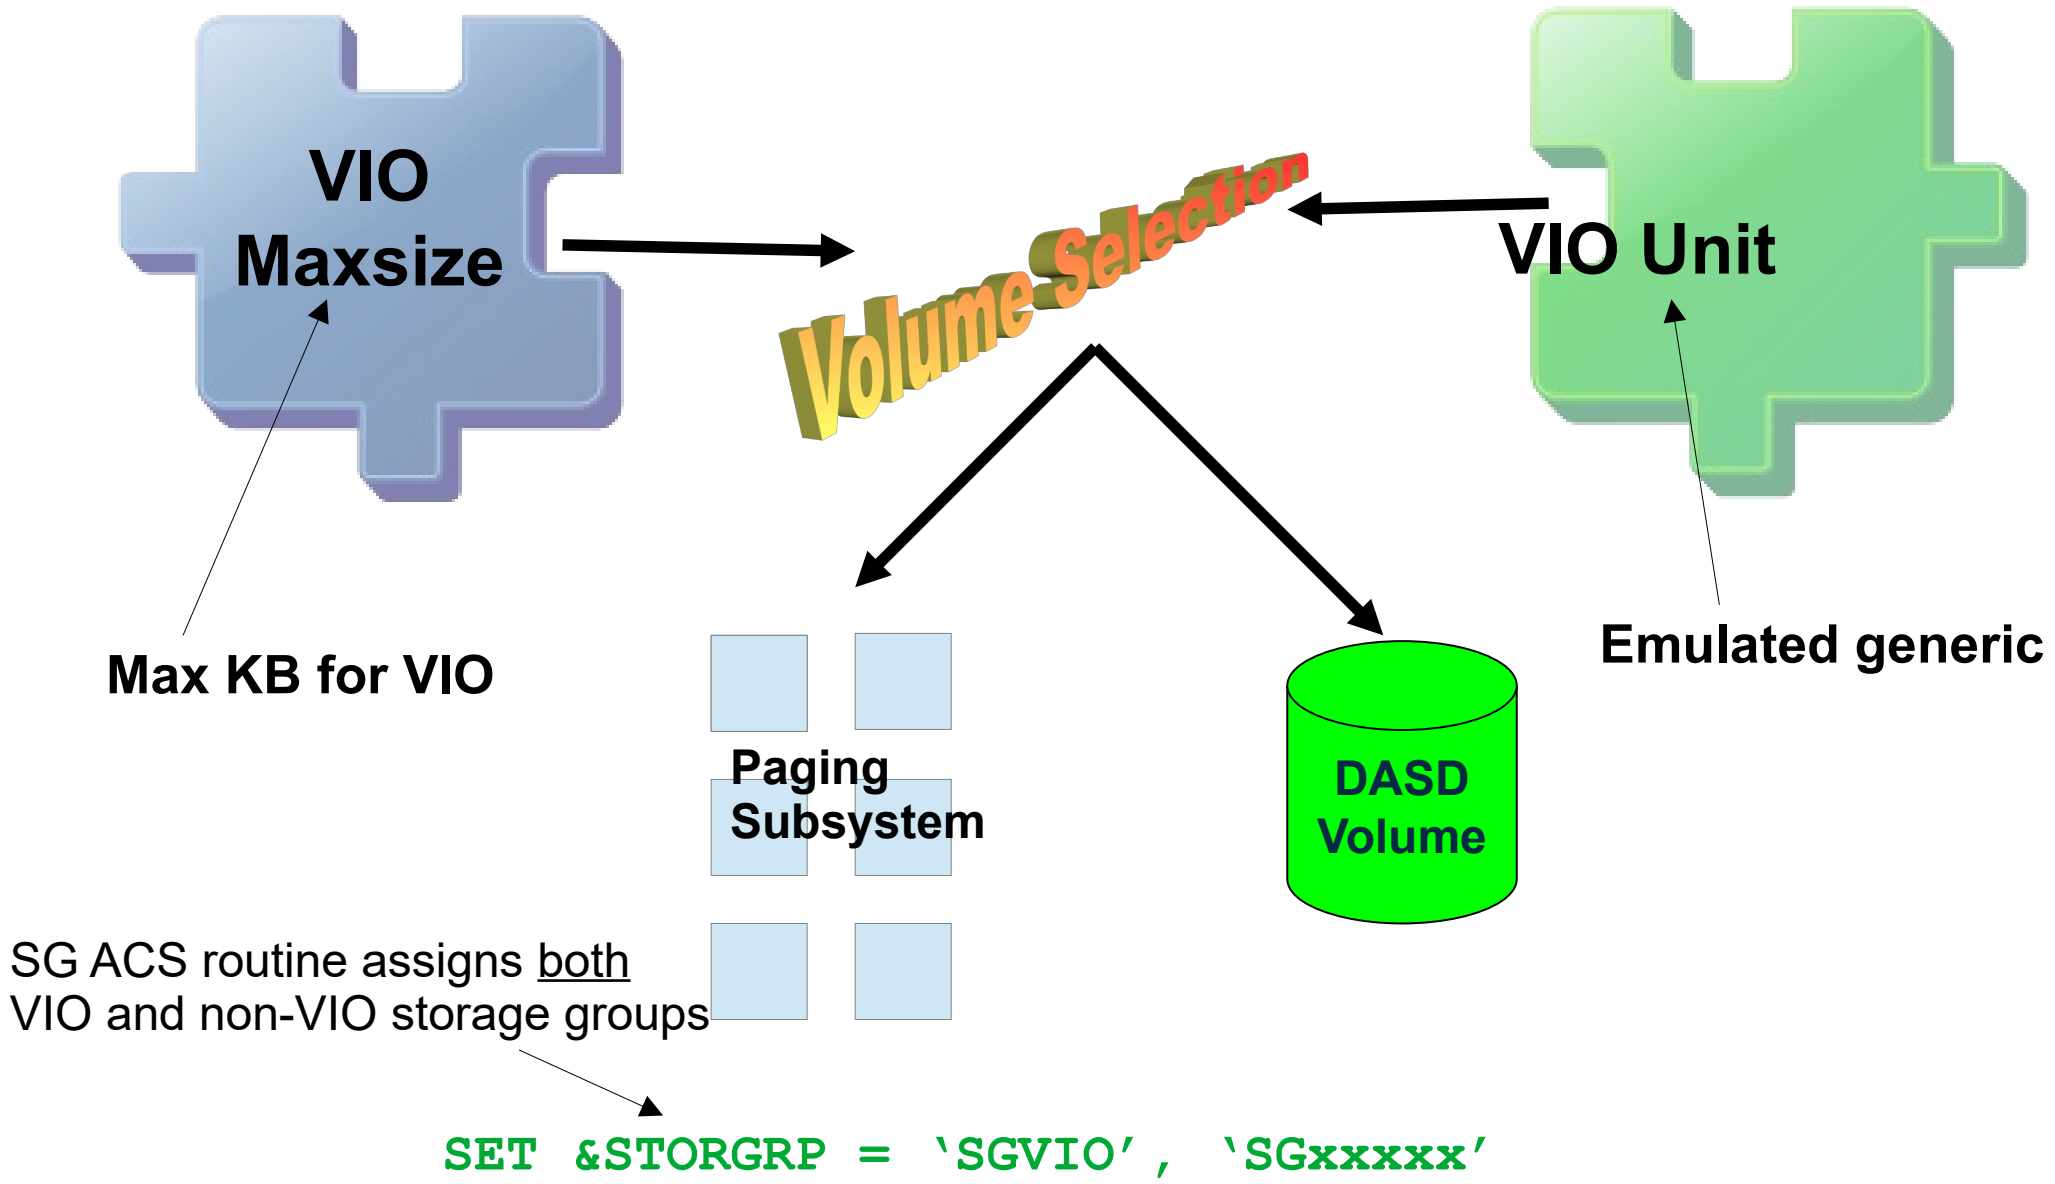 VIO
Maxsize
Volume Selection
VIO Unit
Max KB for VIO
Emulated generic
Paging
Subsystem
DASD
Volume
SG ACS routine assigns both
VIO and non-VIO storage groups
SET &STORGRP = ‘SGVIO’, ‘SGxxxxx’